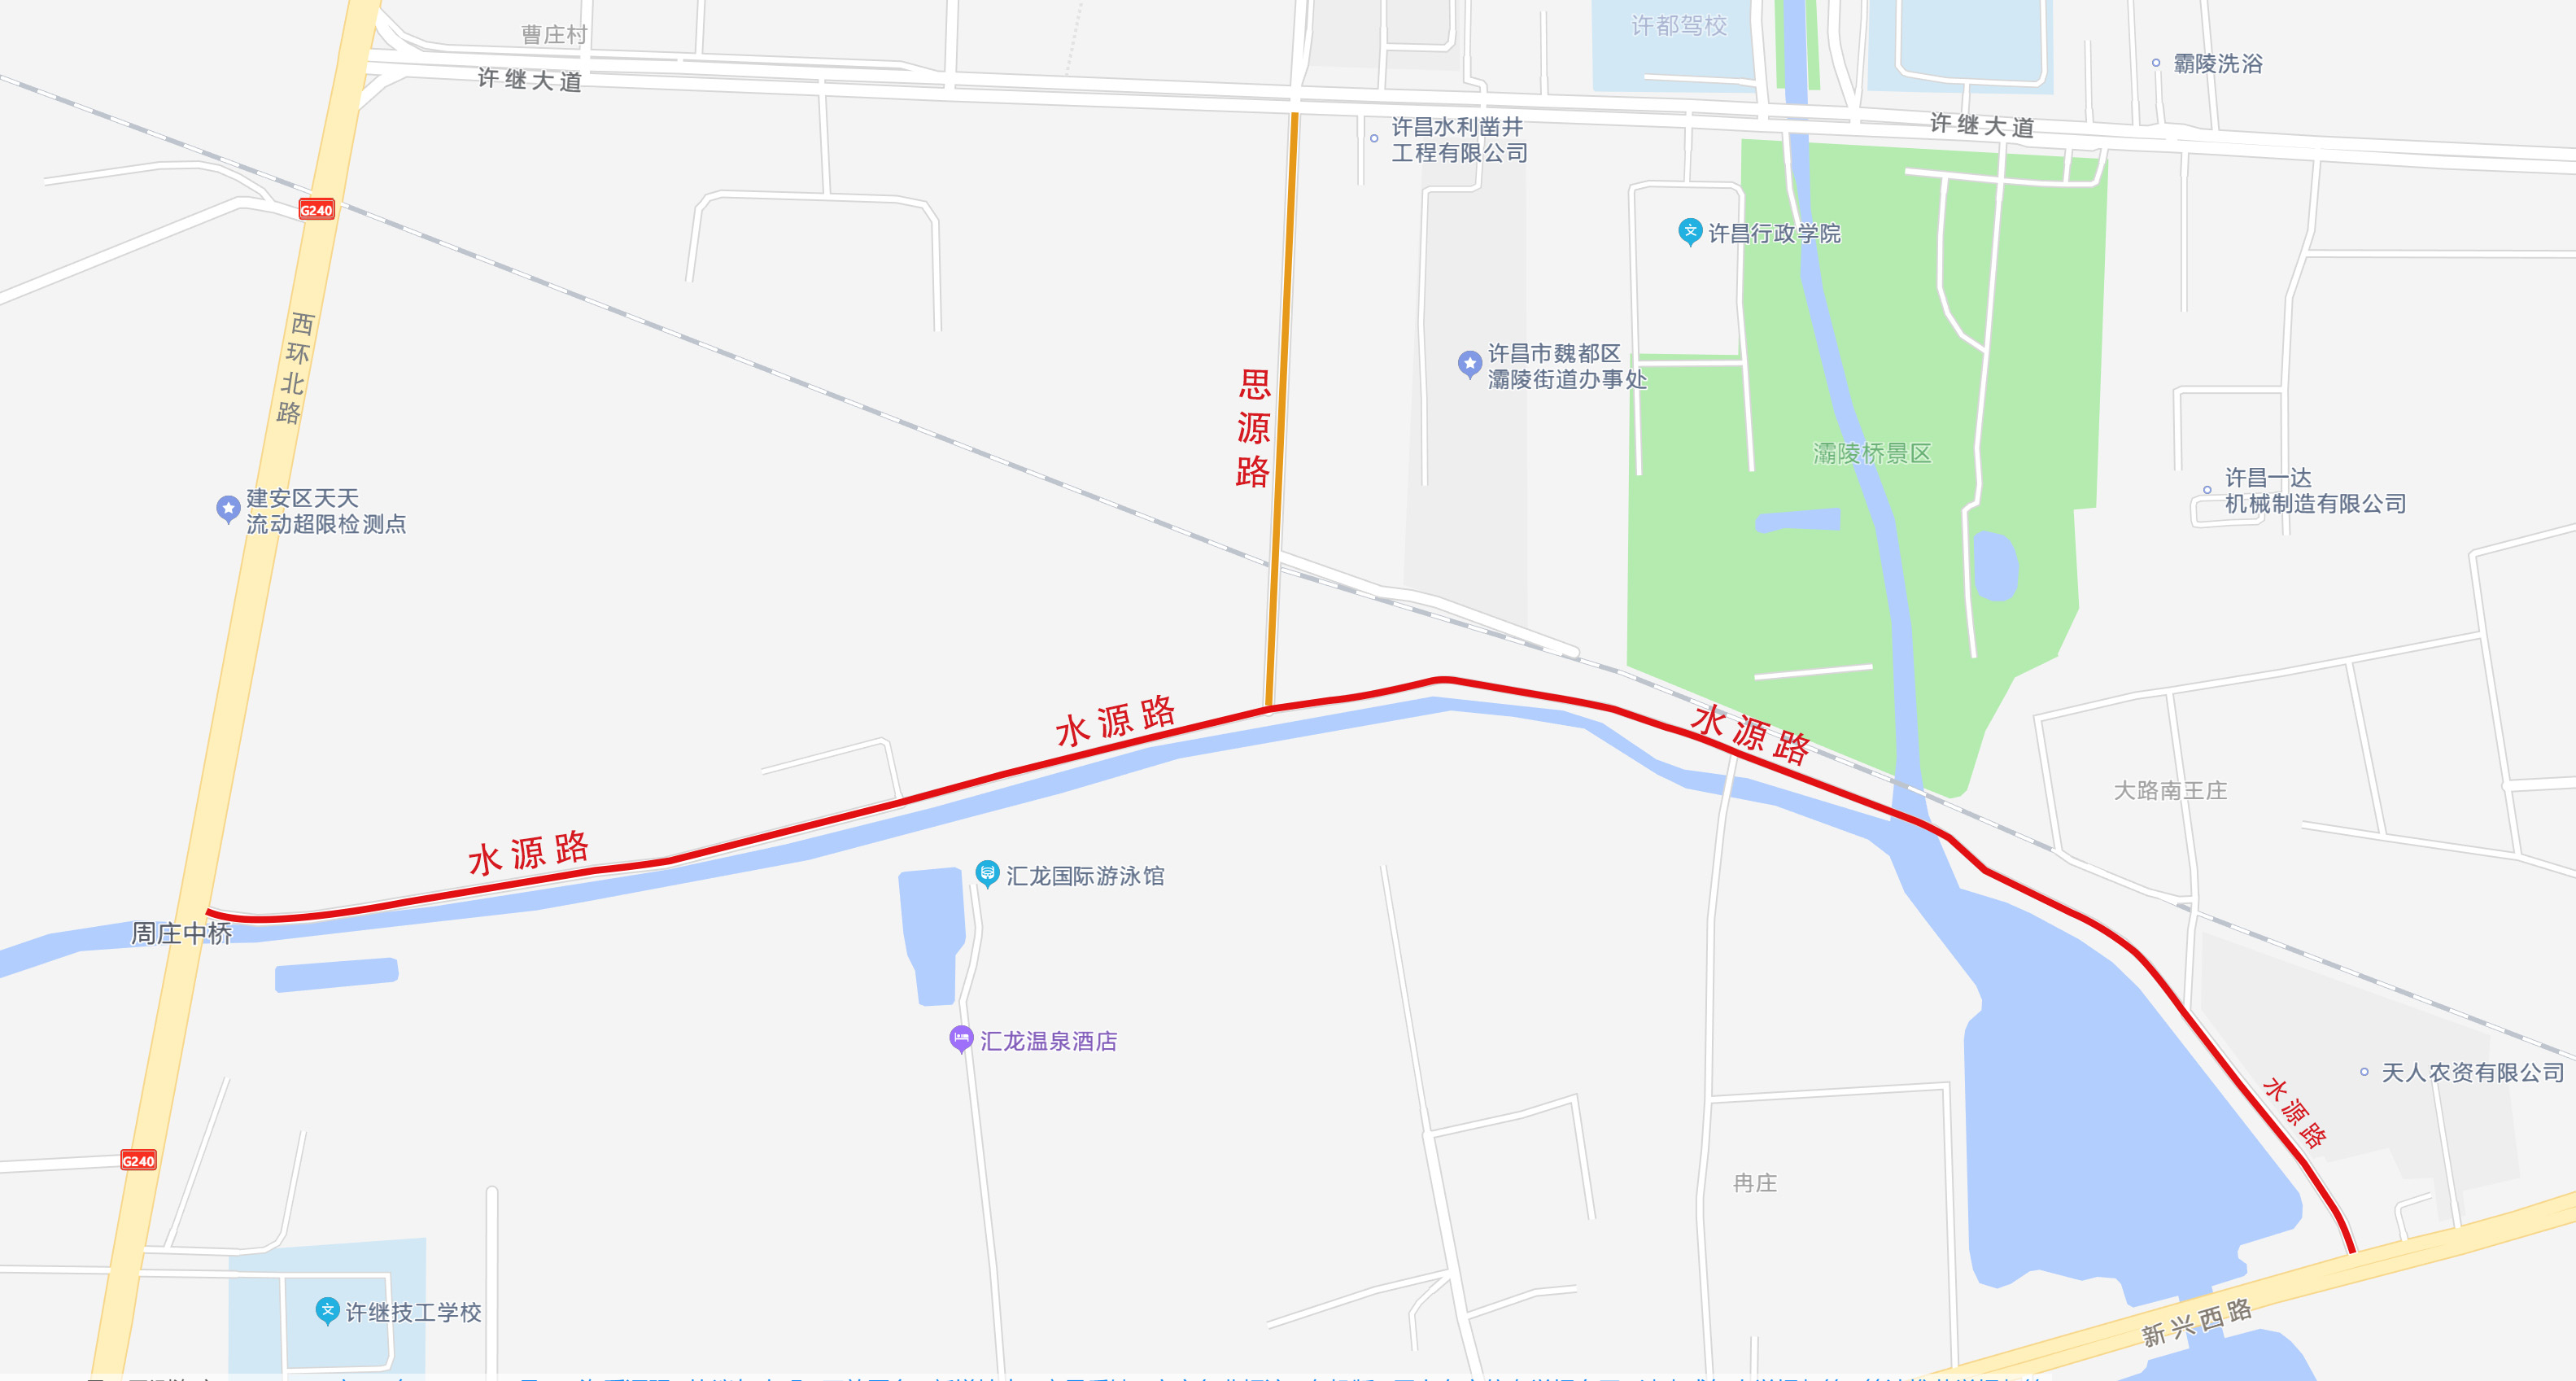 曹庄村
许都驾校
霸陵洗浴
许继大道
许昌水利凿井
工程有限公司
许继大道
G240
许昌行政学院
西环北路
许昌市魏都区
灞陵街道办事处
思源路
灞陵桥景区
建安区天天
流动超限检测点
许昌一达
机械制造有限公司
水源路
水源路
大路南王庄
水源路
汇龙国际游泳馆
周庄中桥
汇龙温泉酒店
天人农资有限公司
水源路
G240
冉庄
许继技工学校
新兴西路